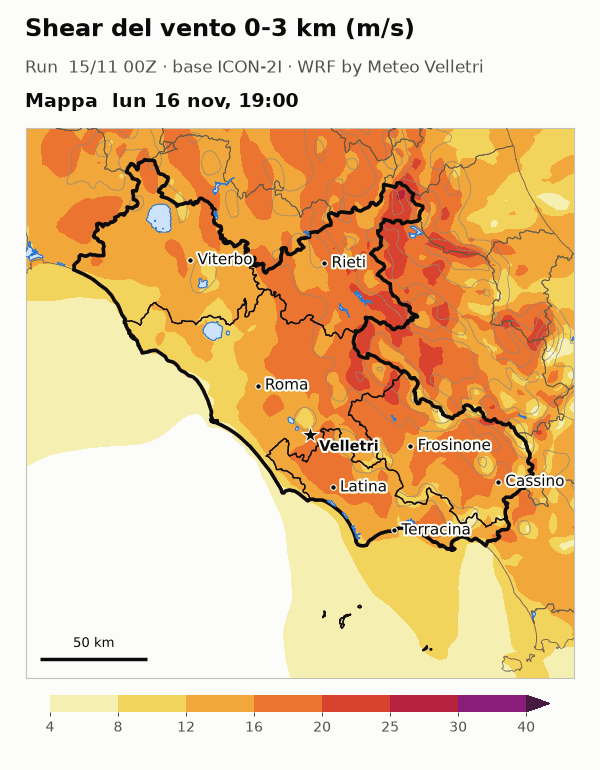 Shear del vento 0-3 km (m/s)
Run  15/11 00Z · base ICON-2I · WRF by Meteo Velletri
Mappa  lun 16 nov, 19:00
Viterbo
Rieti
Roma
Velletri
Frosinone
Latina
Cassino
Terracina
50 km
4 8 12 16 20 25 30 40